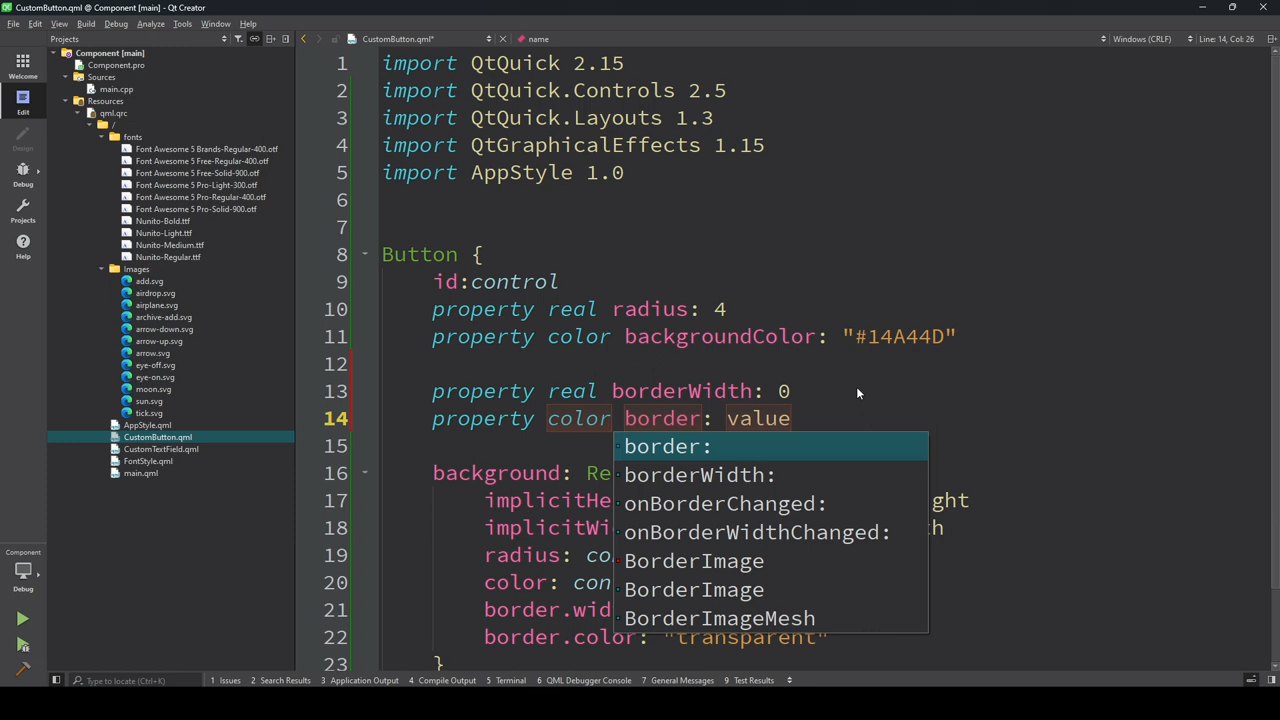 CustomButton.qml @ Component [main] - Qt Creator
File Edit View Build Debug Analyze Tools Window Help
Projects CustomButton.qml* name Windows (CRLF) Line: 14, Col: 26
Welcome
Edit
Design
Debug
Projects
Help
Component
Debug
Component [main]
Component.pro
Sources
main.cpp
Resources
qml.qrc
/
fonts
Font Awesome 5 Brands-Regular-400.otf
Font Awesome 5 Free-Regular-400.otf
Font Awesome 5 Free-Solid-900.otf
Font Awesome 5 Pro-Light-300.otf
Font Awesome 5 Pro-Regular-400.otf
Font Awesome 5 Pro-Solid-900.otf
Nunito-Bold.ttf
Nunito-Light.ttf
Nunito-Medium.ttf
Nunito-Regular.ttf
Images
add.svg
airdrop.svg
airplane.svg
archive-add.svg
arrow-down.svg
arrow-up.svg
arrow.svg
eye-off.svg
eye-on.svg
moon.svg
sun.svg
tick.svg
AppStyle.qml
CustomButton.qml
CustomTextField.qml
FontStyle.qml
main.qml
1 import QtQuick 2.15
2 import QtQuick.Controls 2.5
3 import QtQuick.Layouts 1.3
4 import QtGraphicalEffects 1.15
5 import AppStyle 1.0
6
7
8 Button {
9 id:control
10 property real radius: 4
11 property color backgroundColor: "#14A44D"
12
13 property real borderWidth: 0
14 property color border: value
15
16 background: Re
17 implicitHe ght
18 implicitWi h
19 radius: co
20 color: con
21 border.wid
22 border.color: "transparent"
23 }
border:
borderWidth:
onBorderChanged:
onBorderWidthChanged:
BorderImage
BorderImage
BorderImageMesh
Type to locate (Ctrl+K) 1 Issues 2 Search Results 3 Application Output 4 Compile Output 5 Terminal 6 QML Debugger Console 7 General Messages 9 Test Results